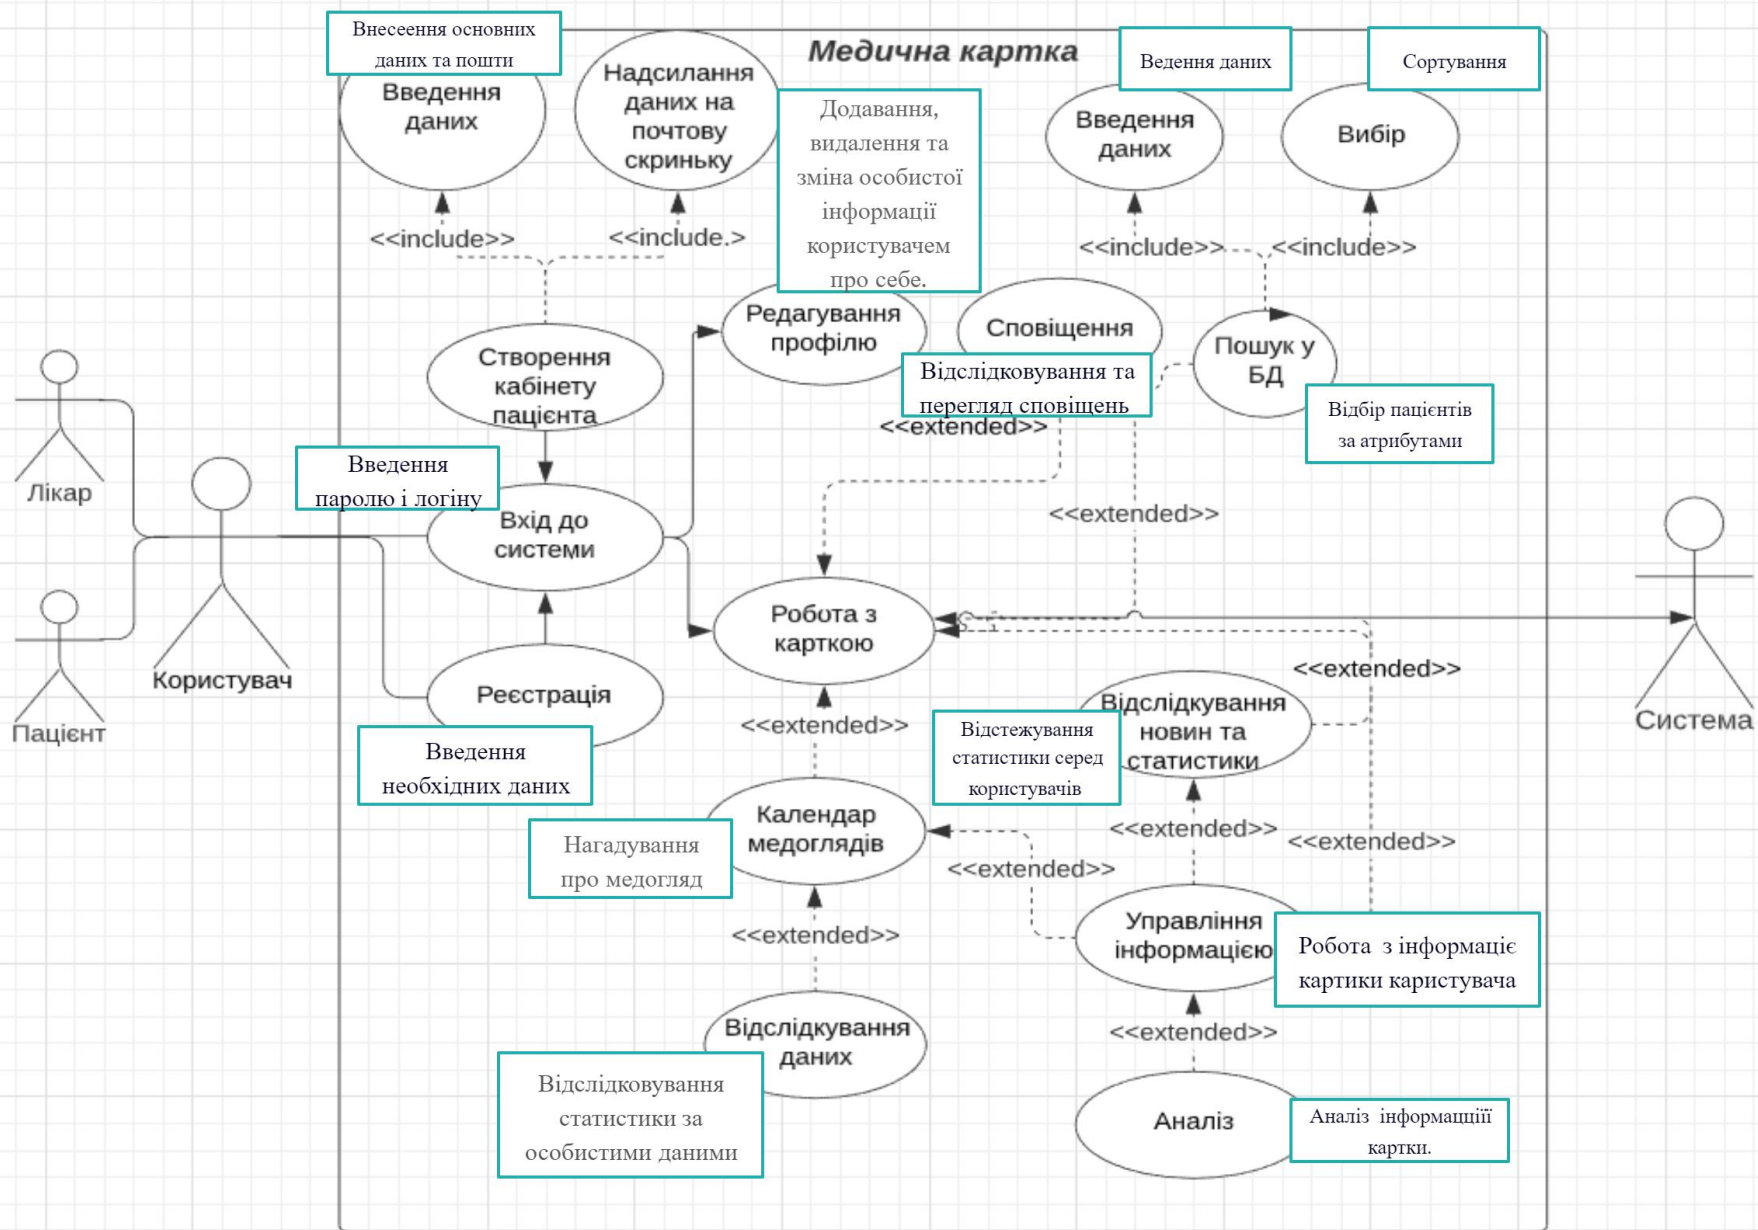 Внесеення основних
даних та пошти
Введення
даних
Надсилання
даних на
почтову
скриньку
Медична картка
Ведення даних
Сортування
Введення
даних
Вибір
Додавання,
видалення та
зміна особистої
інформації
користувачем
про себе.
<<include>>
<<include.>
<<include>>
<<include>>
Редагування
профілю
Сповіщення
Пошук у
БД
Створення
кабінету
пацієнта
Відслідковування та
перегляд сповіщень
Відбір пацієнтів
за атрибутами
<<extended>>
Лікар
Введення
паролю і логіну
Вхід до
системи
<<extended>>
Робота з
карткою
Користувач
Пацієнт
Реєстрація
Введення
необхідних даних
<<extended>>
<<extended>>
Система
Відслідкування
новин та
статистики
Відстежування
статистики серед
користувачів
Календар
медоглядів
Нагадування
про медогляд
<<extended>>
<<extended>>
<<extended>>
<<extended>>
Управління
інформацією
Робота з інформаціє
картики каристувача
Відслідкування
даних
<<extended>>
Відслідковування
статистики за
особистими даними
Аналіз
Аналіз інформацціїї
картки.